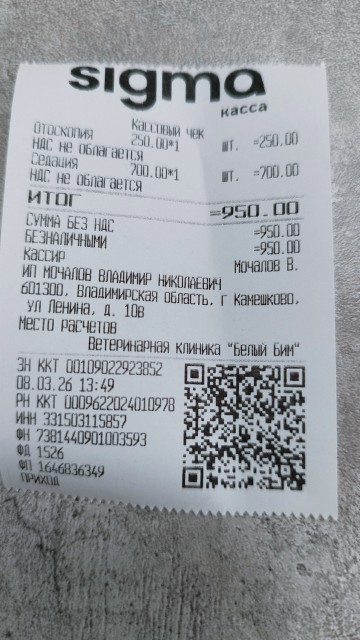 sigma
касса
Кассовый чек
Отоскопия 250.00*1 шт. =250.00
НДС не облагается
Седация 700.00*1 шт. =700.00
НДС не облагается
ИТОГ =950.00
СУММА БЕЗ НДС =950.00
БЕЗНАЛИЧНЫМИ =950.00
Кассир Мочалов В.
ИП МОЧАЛОВ ВЛАДИМИР НИКОЛАЕВИЧ
601300, Владимирская область, г Камешково,
ул Ленина, д. 10в
Место расчетов
Ветеринарная клиника "Белый Бим"
ЗН ККТ 00109022923852
08.03.26 13:49
РН ККТ 0009622024010978
ИНН 331503115857
ФН 7381440901003593
ФД 1526
ФП 1646836349
ПРИХОД